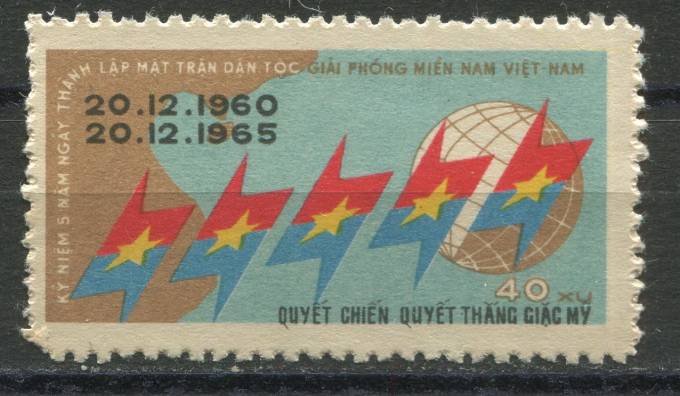 KỶ NIỆM 5 NĂM NGÀY THÀNH LẬP MẶT TRẬN DÂN TỘC GIẢI PHÓNG MIỀN NAM VIỆT-NAM
20.12.1960
20.12.1965
40 XU
QUYẾT CHIẾN QUYẾT THẮNG GIẶC MỸ